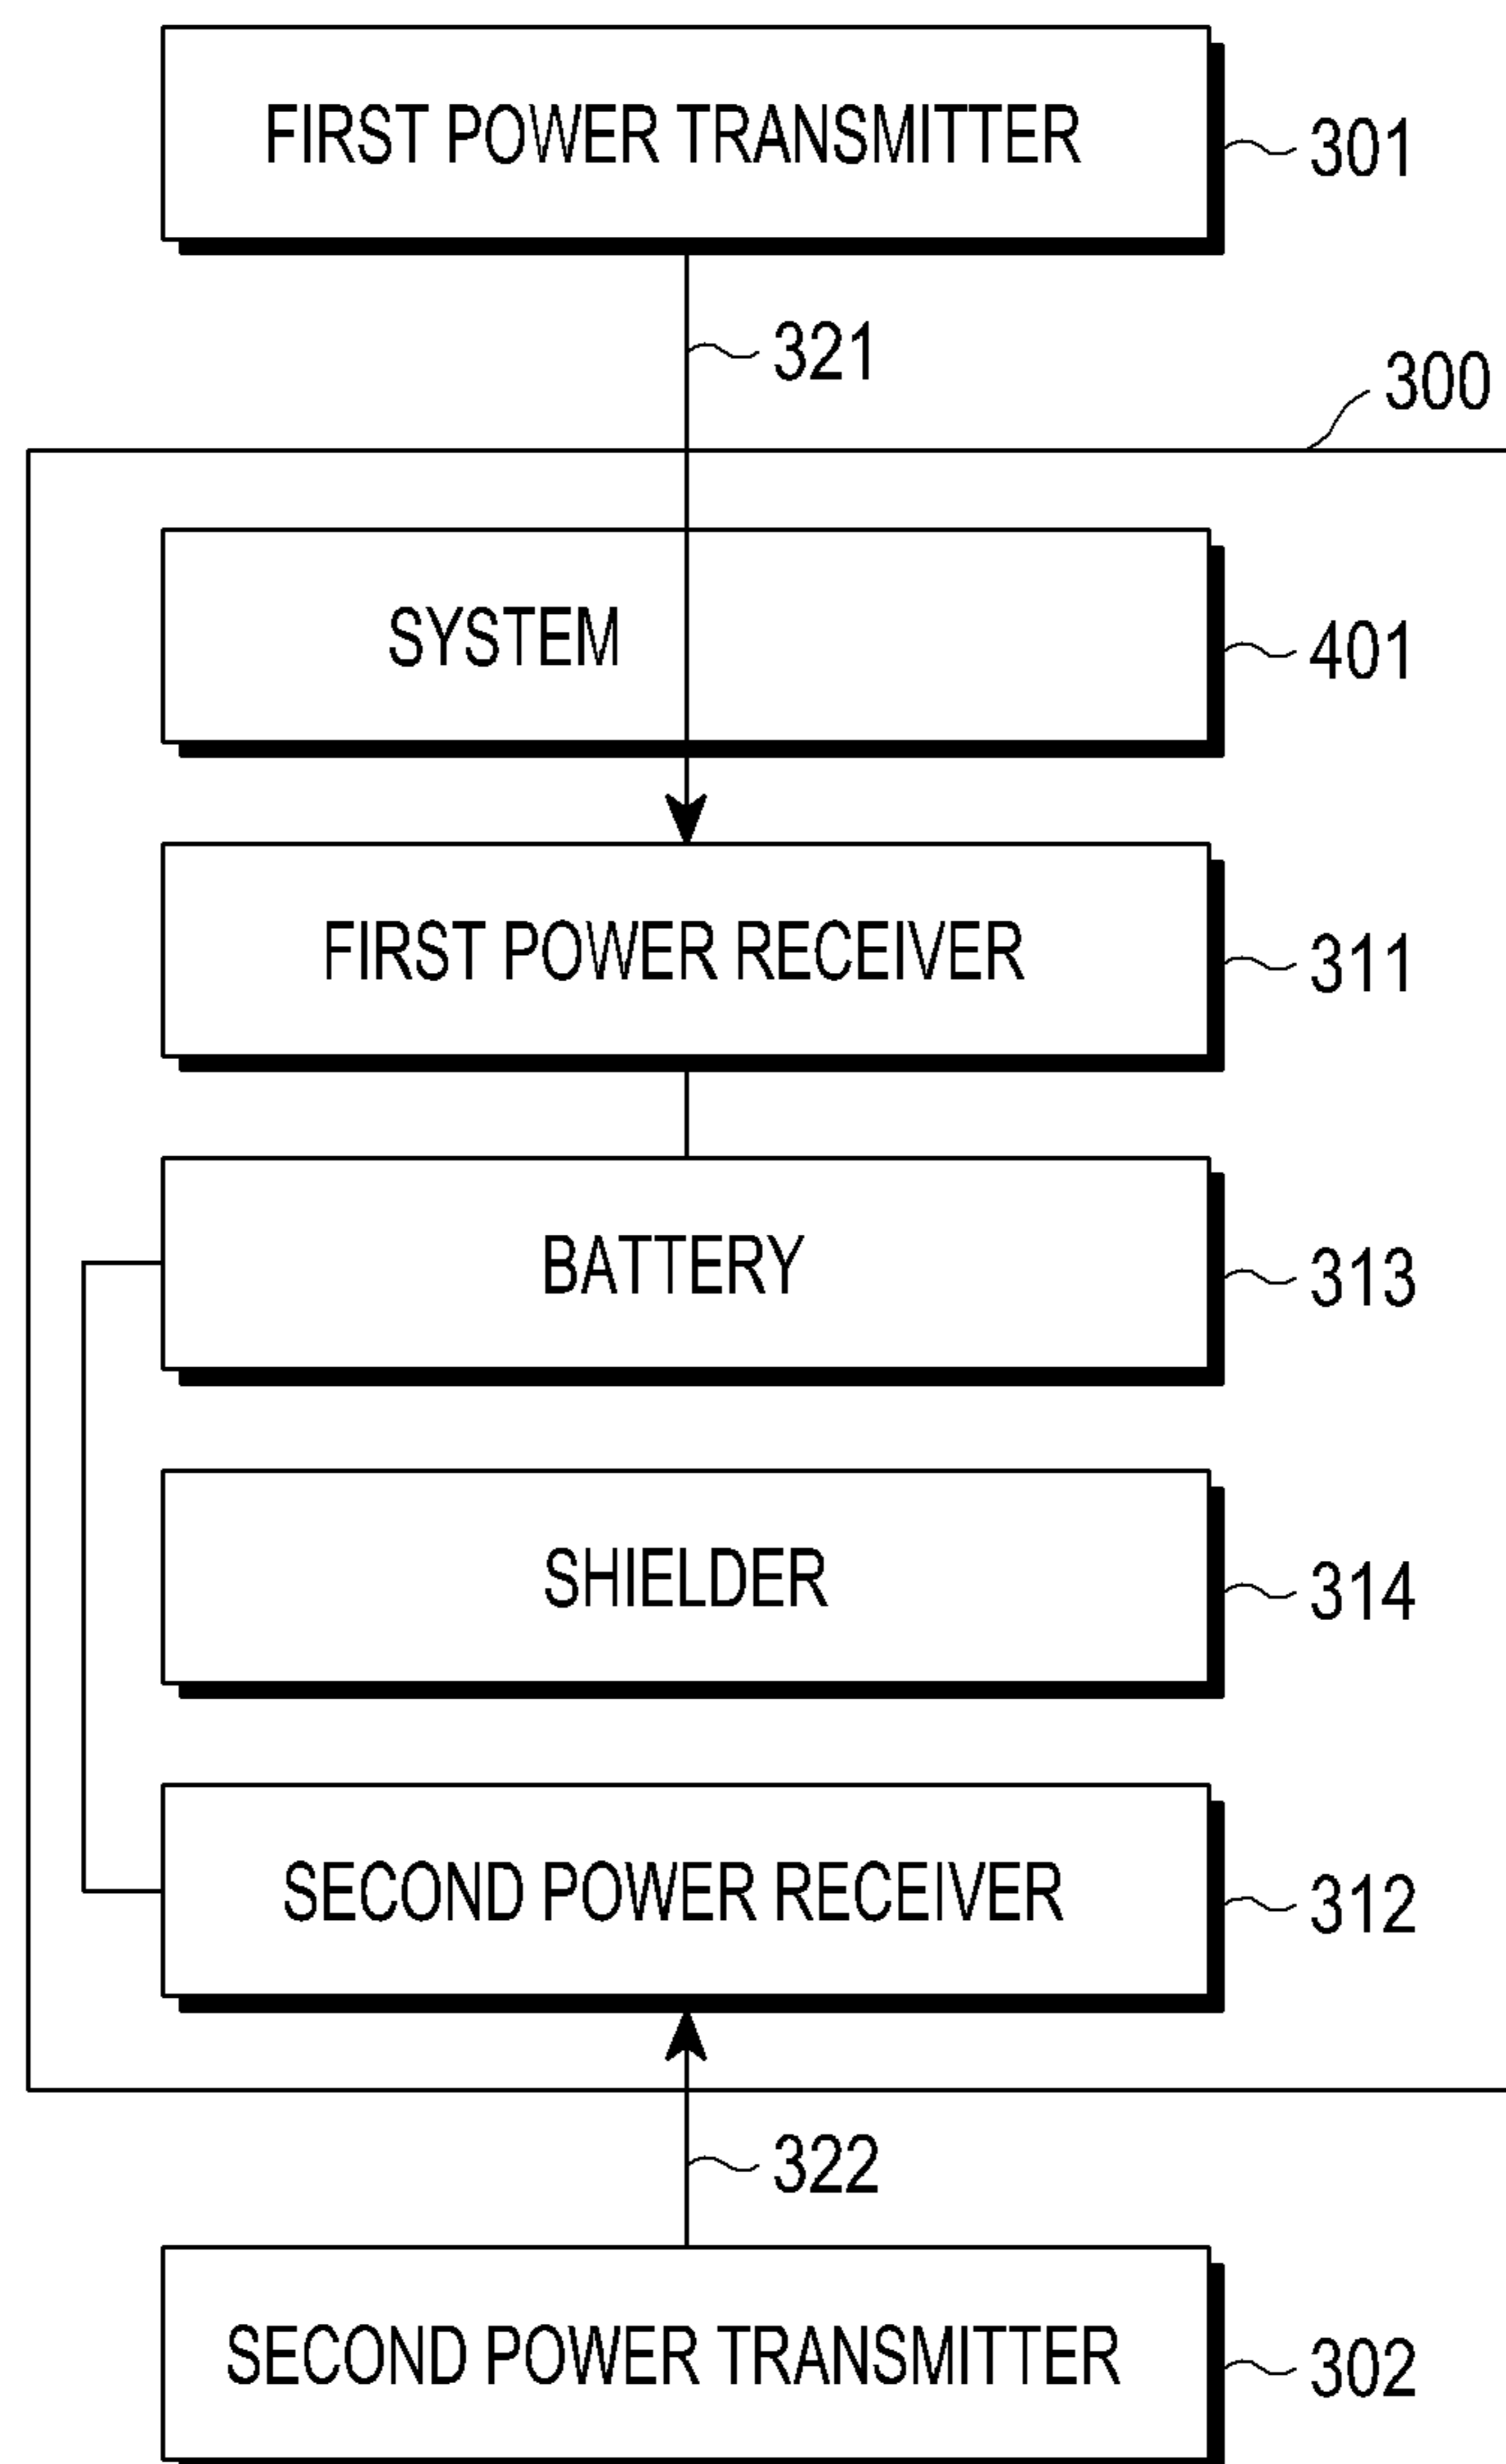 FIRST POWER TRANSMITTER 301
321
300
SYSTEM 401
FIRST POWER RECEIVER 311
BATTERY 313
SHIELDER 314
SECOND POWER RECEIVER 312
322
SECOND POWER TRANSMITTER 302